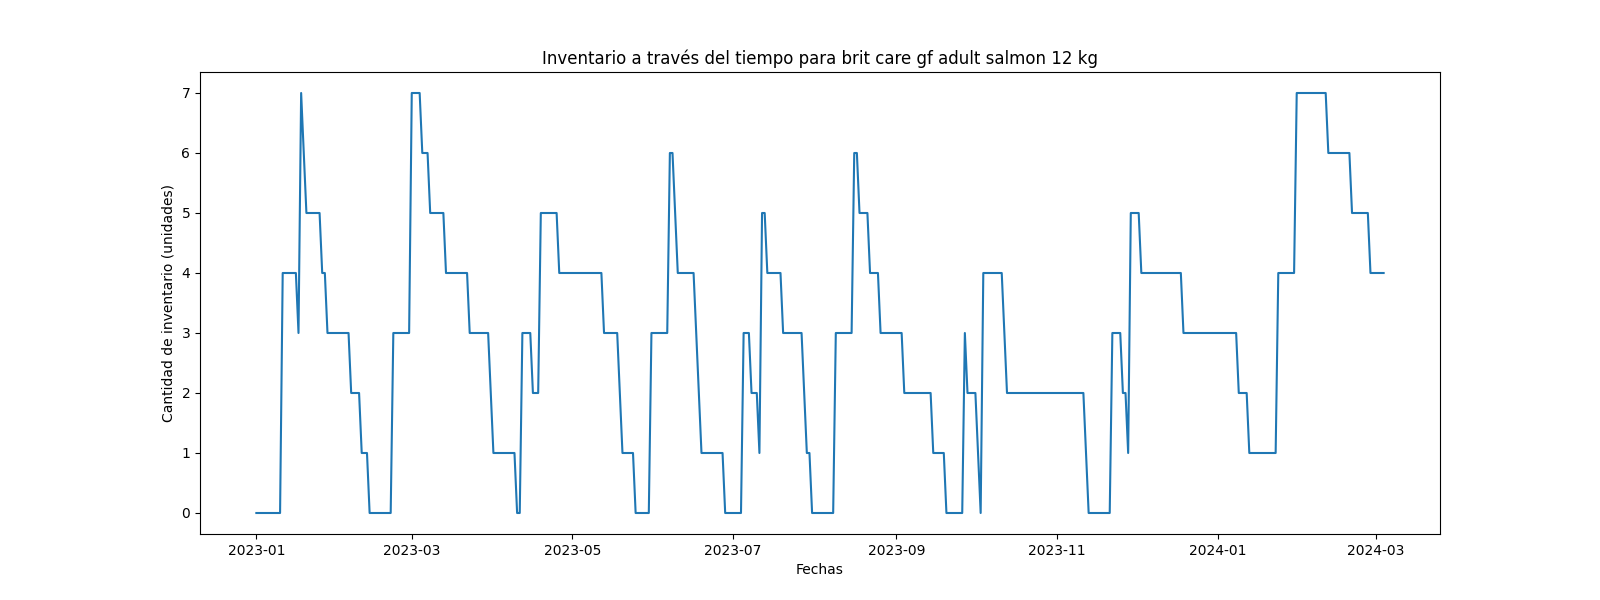 Inventario a través del tiempo para brit care gf adult salmon 12 kg
Cantidad de inventario (unidades)
7
6
5
4
3
2
1
0
2023-01 2023-03 2023-05 2023-07 2023-09 2023-11 2024-01 2024-03
Fechas